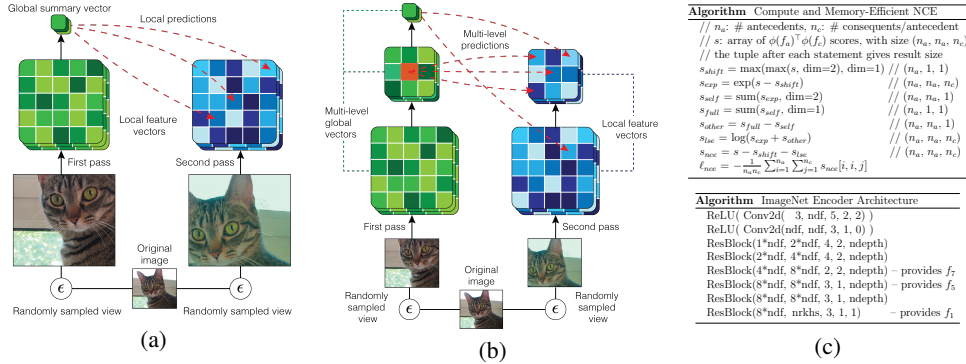 Global summary vector
Local predictions
Local feature
vectors
First pass
Second pass
Original
image
ϵ
ϵ
Randomly sampled view
Randomly sampled view
(a)
Multi-level
predictions
Multi-level
global
vectors
Local feature
vectors
First pass
Second pass
Original
image
ϵ
ϵ
Randomly
sampled view
Randomly
sampled view
(b)
Algorithm Compute and Memory-Efficient NCE
// n_a: # antecedents, n_c: # consequents/antecedent
// s: array of ϕ(f_a)^⊤ϕ(f_c) scores, with size (n_a, n_a, n_c)
// the tuple after each statement gives result size
s_shift = max(max(s, dim=2), dim=1) // (n_a, 1, 1)
s_exp = exp(s − s_shift) // (n_a, n_a, n_c)
s_self = sum(s_exp, dim=2) // (n_a, n_a, 1)
s_full = sum(s_self, dim=1) // (n_a, 1, 1)
s_other = s_full − s_self // (n_a, n_a, 1)
s_lse = log(s_exp + s_other) // (n_a, n_a, n_c)
s_nce = s − s_shift − s_lse // (n_a, n_a, n_c)
ℓ_nce = −1/(n_a n_c) ∑_{i=1}^{n_a} ∑_{j=1}^{n_c} s_nce[i, i, j]
Algorithm ImageNet Encoder Architecture
ReLU( Conv2d( 3, ndf, 5, 2, 2) )
ReLU( Conv2d(ndf, ndf, 3, 1, 0) )
ResBlock(1*ndf, 2*ndf, 4, 2, ndepth)
ResBlock(2*ndf, 4*ndf, 4, 2, ndepth)
ResBlock(4*ndf, 8*ndf, 2, 2, ndepth) – provides f_7
ResBlock(8*ndf, 8*ndf, 3, 1, ndepth) – provides f_5
ResBlock(8*ndf, 8*ndf, 3, 1, ndepth)
ResBlock(8*ndf, nrkhs, 3, 1, 1) – provides f_1
(c)